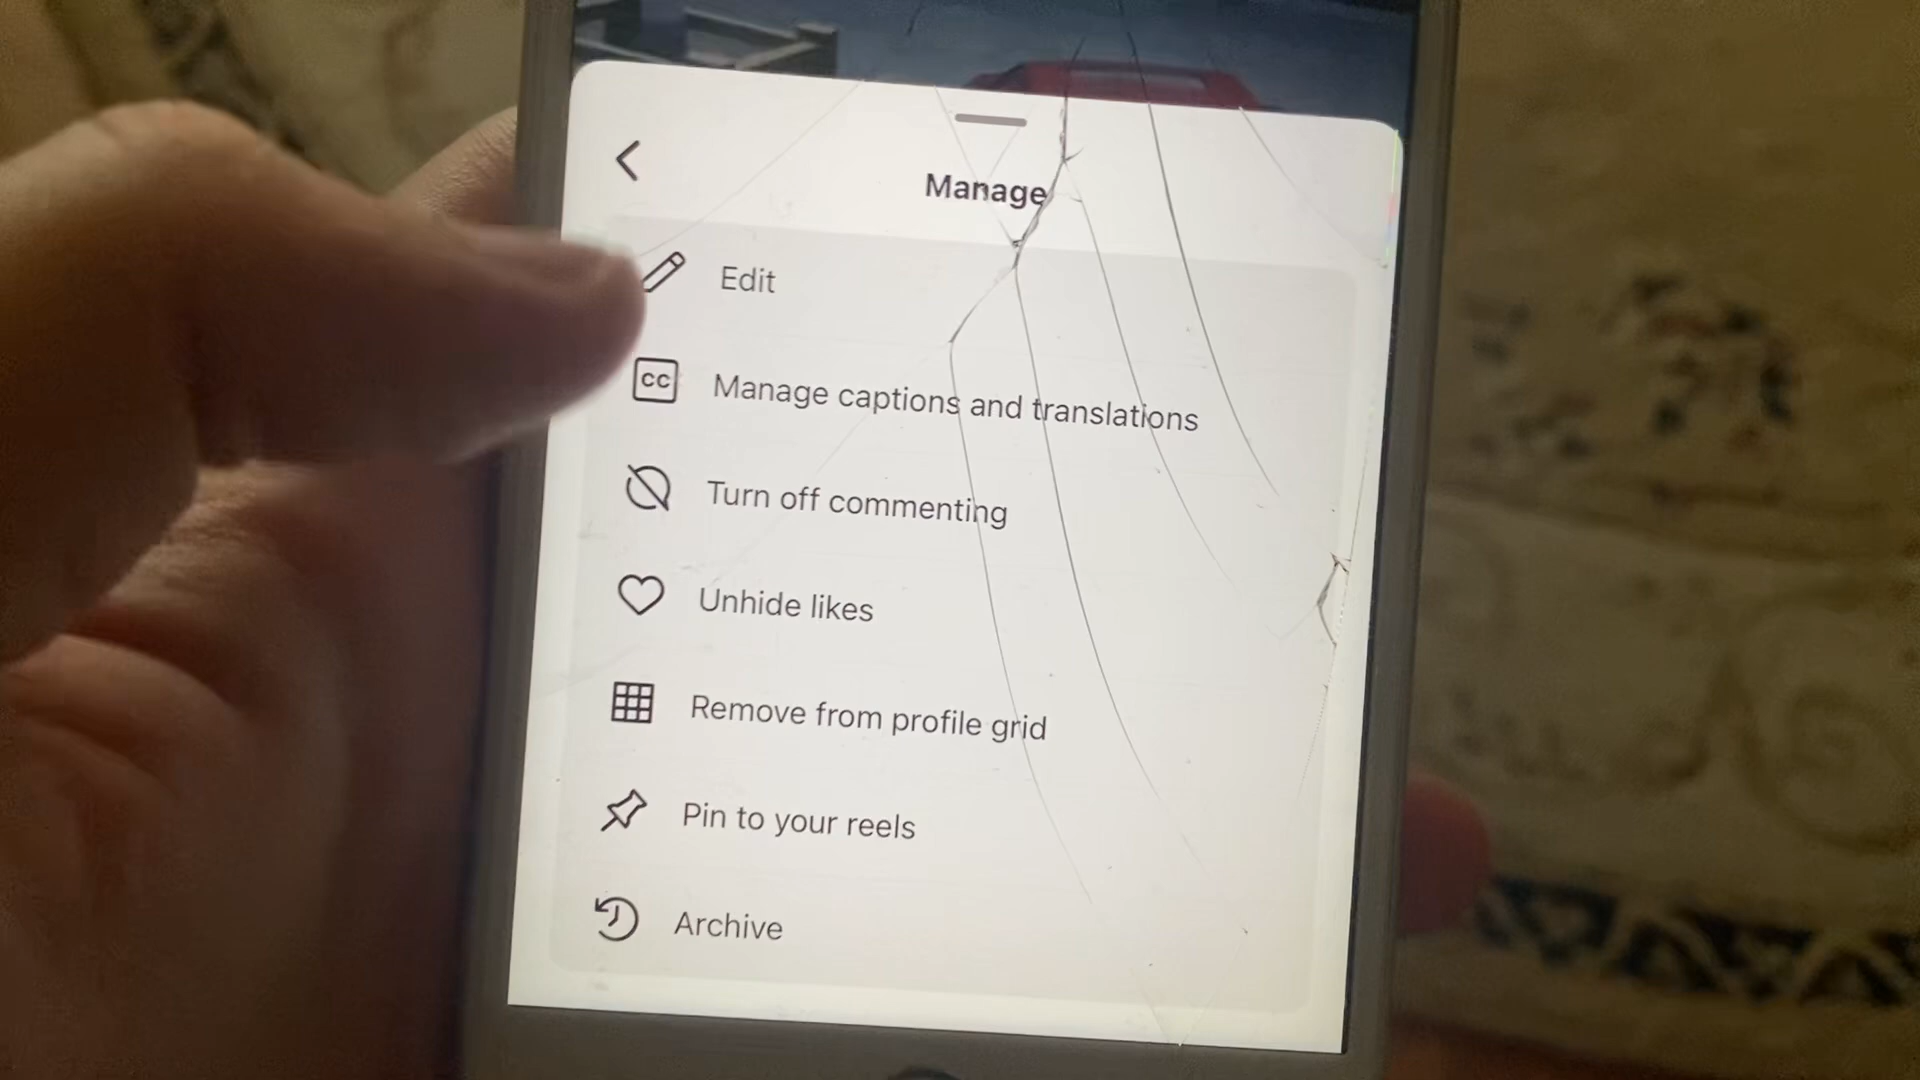 Manage
Edit
CC
Manage captions and translations
Turn off commenting
Unhide likes
Remove from profile grid
Pin to your reels
Archive